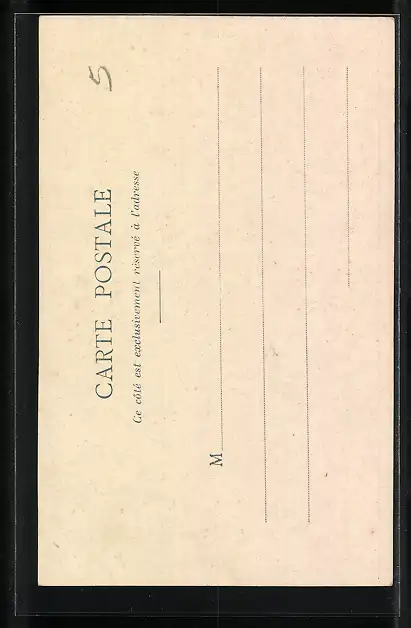 5
CARTE POSTALE
Ce côté est exclusivement réservé à l'adresse
M